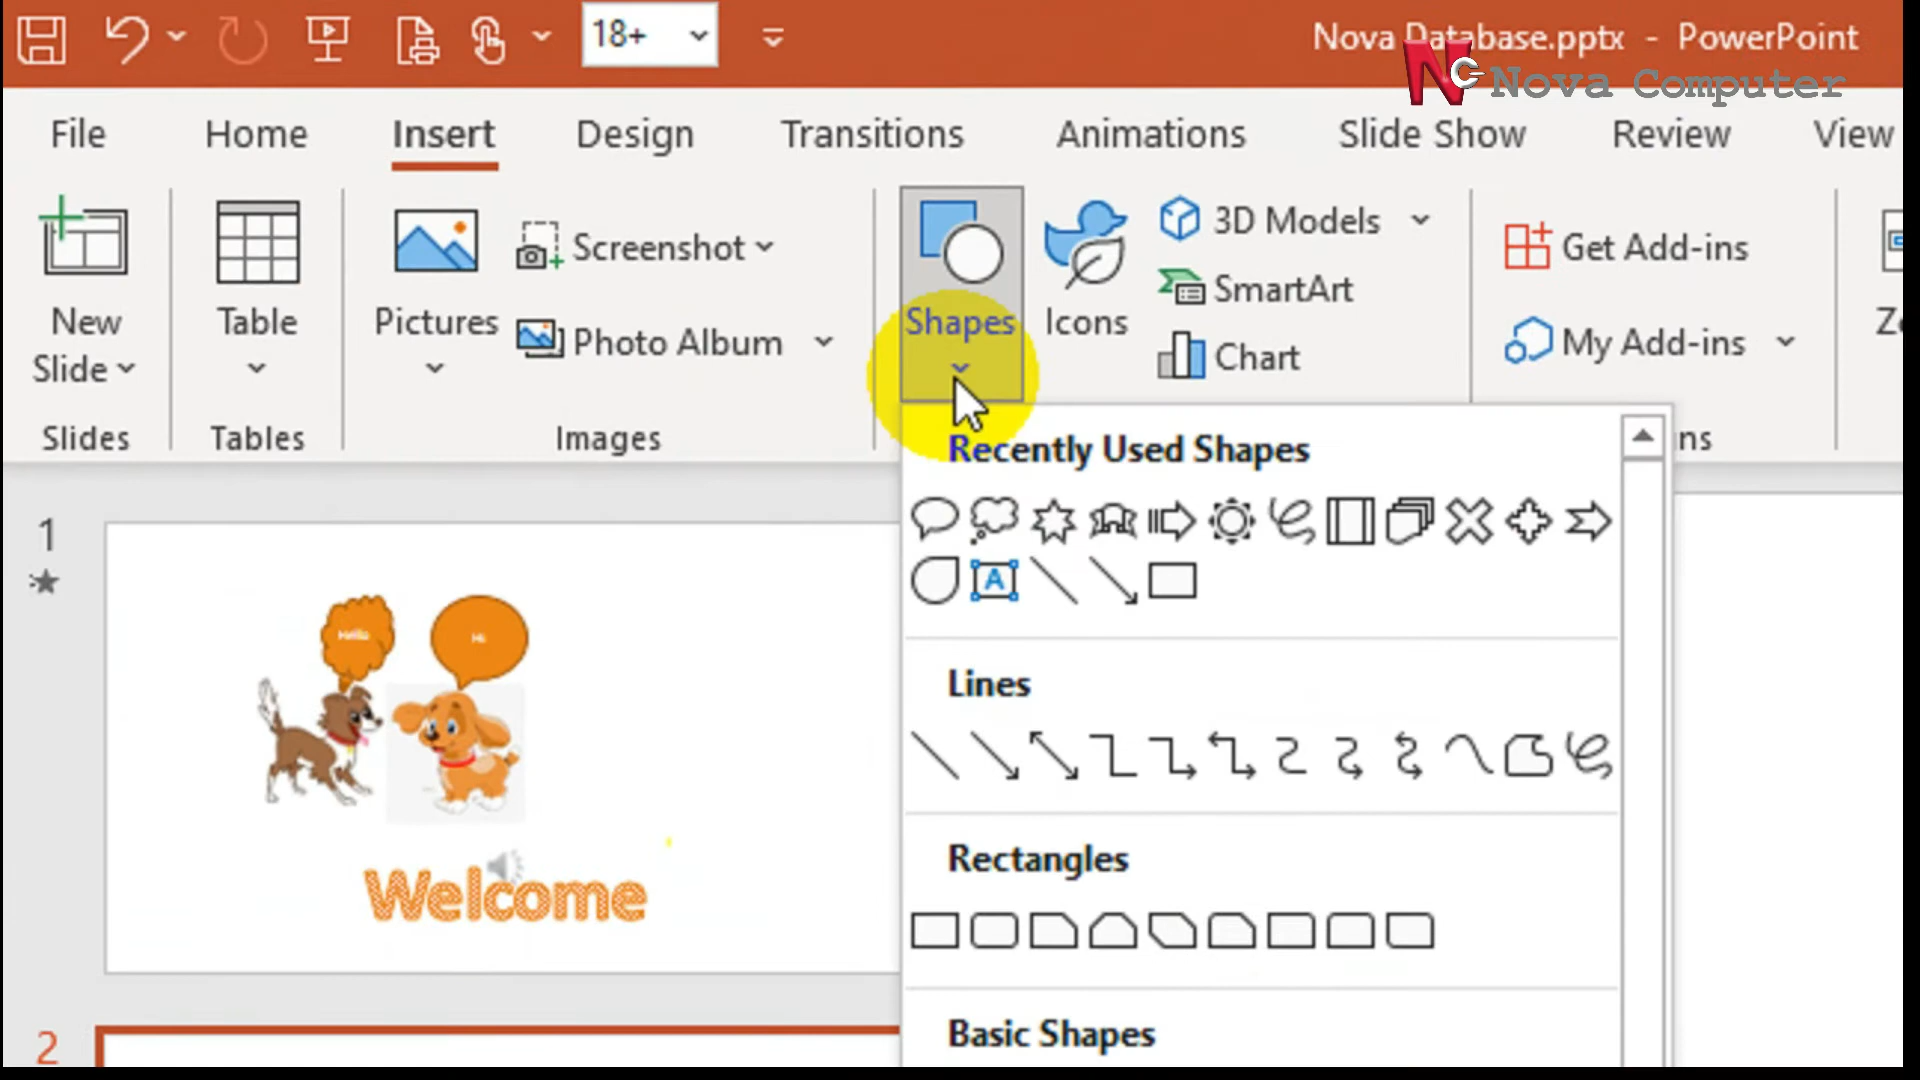 18+
Nova Database.pptx - PowerPoint
Nova Computer
File Home Insert Design Transitions Animations Slide Show Review View
New Slide
Table
Pictures
Screenshot
Photo Album
Shapes
Icons
3D Models
SmartArt
Chart
Get Add-ins
My Add-ins
Slides
Tables
Images
Recently Used Shapes
A
Lines
Rectangles
Basic Shapes
1
Hello
Hi
Welcome
2